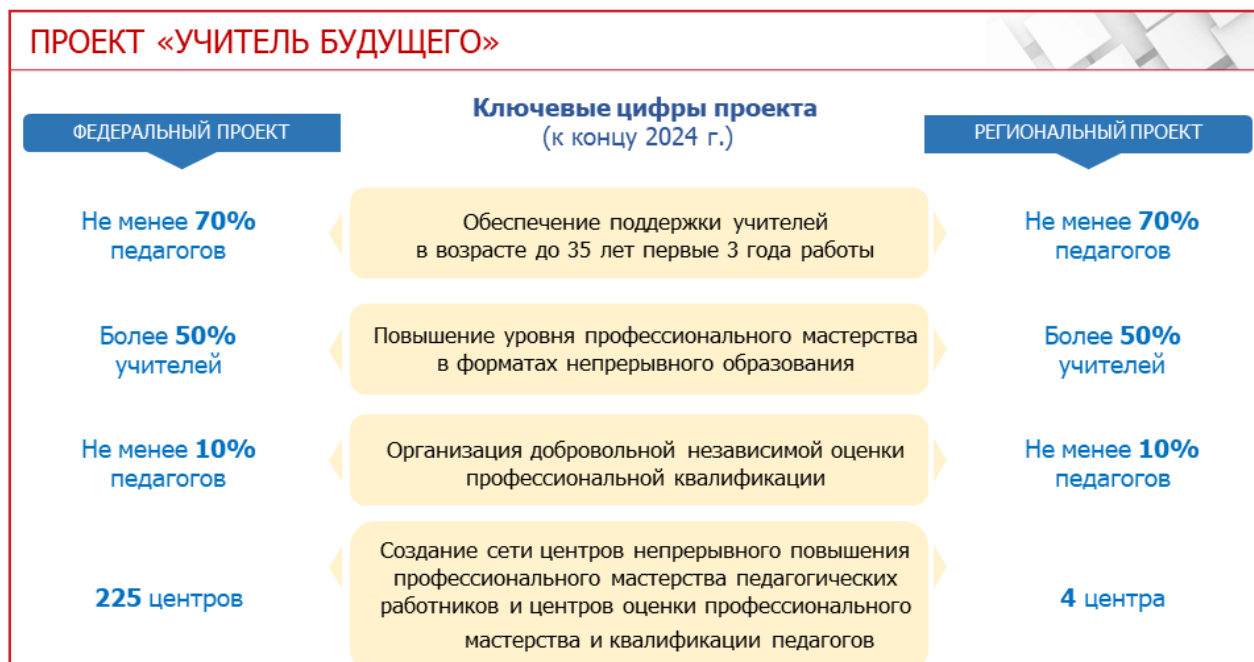 ПРОЕКТ «УЧИТЕЛЬ БУДУЩЕГО»
Ключевые цифры проекта
(к концу 2024 г.)
ФЕДЕРАЛЬНЫЙ ПРОЕКТ
РЕГИОНАЛЬНЫЙ ПРОЕКТ
Не менее 70%
педагогов
Обеспечение поддержки учителей
в возрасте до 35 лет первые 3 года работы
Не менее 70%
педагогов
Более 50%
учителей
Повышение уровня профессионального мастерства
в форматах непрерывного образования
Более 50%
учителей
Не менее 10%
педагогов
Организация добровольной независимой оценки
профессиональной квалификации
Не менее 10%
педагогов
225 центров
Создание сети центров непрерывного повышения
профессионального мастерства педагогических
работников и центров оценки профессионального
мастерства и квалификации педагогов
4 центра